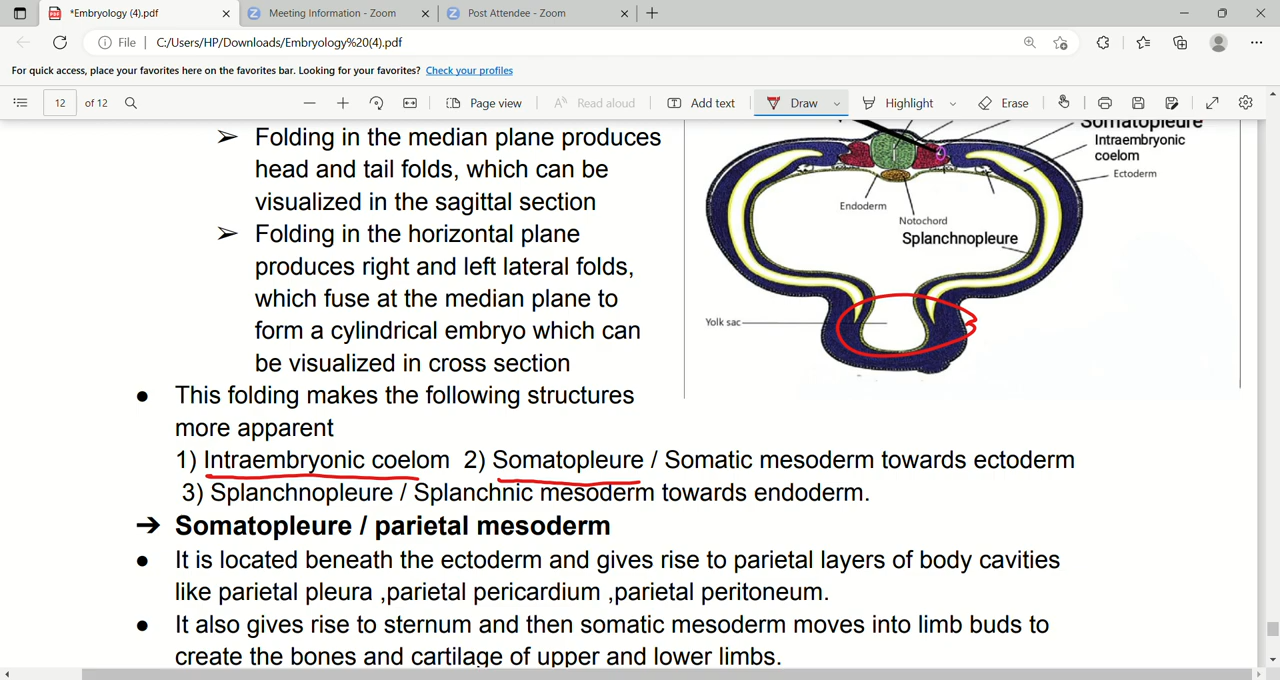 *Embryology (4).pdf
Meeting Information - Zoom
Post Attendee - Zoom
File
C:/Users/HP/Downloads/Embryology%20(4).pdf
For quick access, place your favorites here on the favorites bar. Looking for your favorites? Check your profiles
12 of 12
Page view
Read aloud
Add text
Draw
Highlight
Erase
➢ Folding in the median plane produces
head and tail folds, which can be
visualized in the sagittal section
➢ Folding in the horizontal plane
produces right and left lateral folds,
which fuse at the median plane to
form a cylindrical embryo which can
be visualized in cross section
Somatopleure
Intraembryonic
coelom
Ectoderm
Endoderm
Notochord
Splanchnopleure
Yolk sac
● This folding makes the following structures
more apparent
1) Intraembryonic coelom 2) Somatopleure / Somatic mesoderm towards ectoderm
3) Splanchnopleure / Splanchnic mesoderm towards endoderm.
➔ Somatopleure / parietal mesoderm
● It is located beneath the ectoderm and gives rise to parietal layers of body cavities
like parietal pleura ,parietal pericardium ,parietal peritoneum.
● It also gives rise to sternum and then somatic mesoderm moves into limb buds to
create the bones and cartilage of upper and lower limbs.